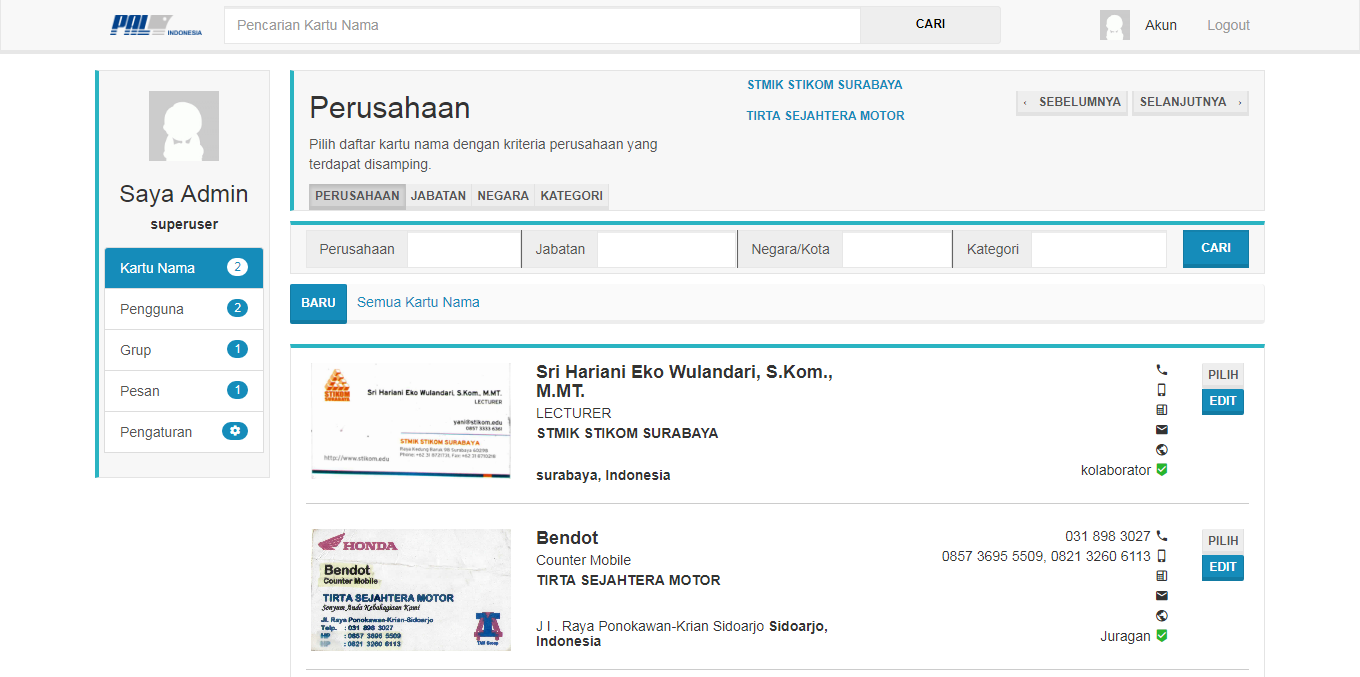 PAL INDONESIA
Pencarian Kartu Nama
CARI
Akun
Logout
Saya Admin
superuser
Kartu Nama 2
Pengguna 2
Grup 1
Pesan 1
Pengaturan
Perusahaan
Pilih daftar kartu nama dengan kriteria perusahaan yang
terdapat disamping.
PERUSAHAAN JABATAN NEGARA KATEGORI
STMIK STIKOM SURABAYA
TIRTA SEJAHTERA MOTOR
‹ SEBELUMNYA SELANJUTNYA ›
Perusahaan Jabatan Negara/Kota Kategori CARI
BARU Semua Kartu Nama
STIKOM
SURABAYA
Sri Hariani Eko Wulandari, S.Kom., M.MT.
LECTURER
yani@stikom.edu
0857 3333 6361
STMIK STIKOM SURABAYA
http://www.stikom.edu
Sri Hariani Eko Wulandari, S.Kom.,
M.MT.
LECTURER
STMIK STIKOM SURABAYA
surabaya, Indonesia
kolaborator
PILIH
EDIT
HONDA
Bendot
Counter Mobile
TIRTA SEJAHTERA MOTOR
Senyum Anda Kebahagiaan Kami
Jl. Raya Ponokawan-Krian-Sidoarjo
Telp. : 031 898 3027
HP : 0857 3695 5509
HP : 0821 3260 6113
TSM Group
Bendot
Counter Mobile
TIRTA SEJAHTERA MOTOR
J l . Raya Ponokawan-Krian Sidoarjo Sidoarjo,
Indonesia
031 898 3027
0857 3695 5509, 0821 3260 6113
Juragan
PILIH
EDIT